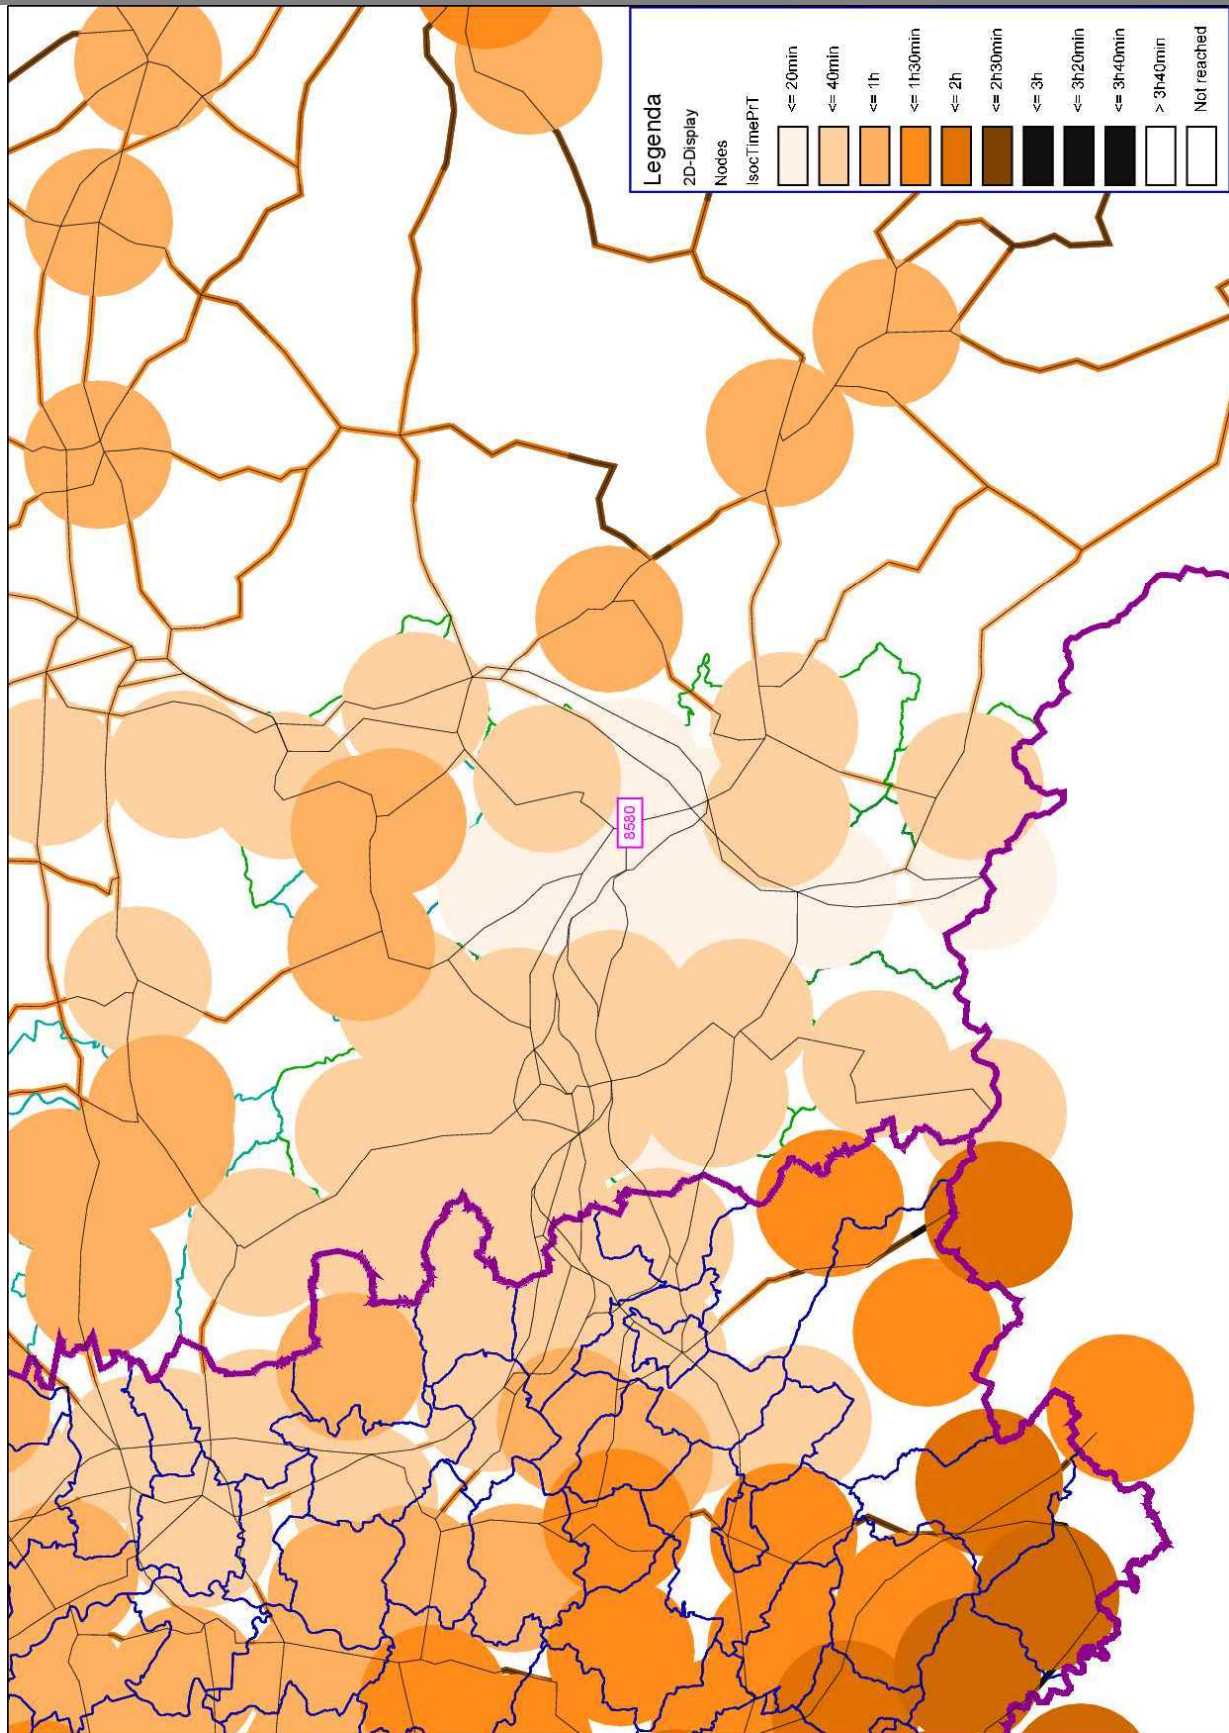 Legenda
2D-Display
Nodes
IsocTimePrT
<= 20min
<= 40min
<= 1h
<= 1h30min
<= 2h
<= 2h30min
<= 3h
<= 3h20min
<= 3h40min
> 3h40min
Not reached
8580